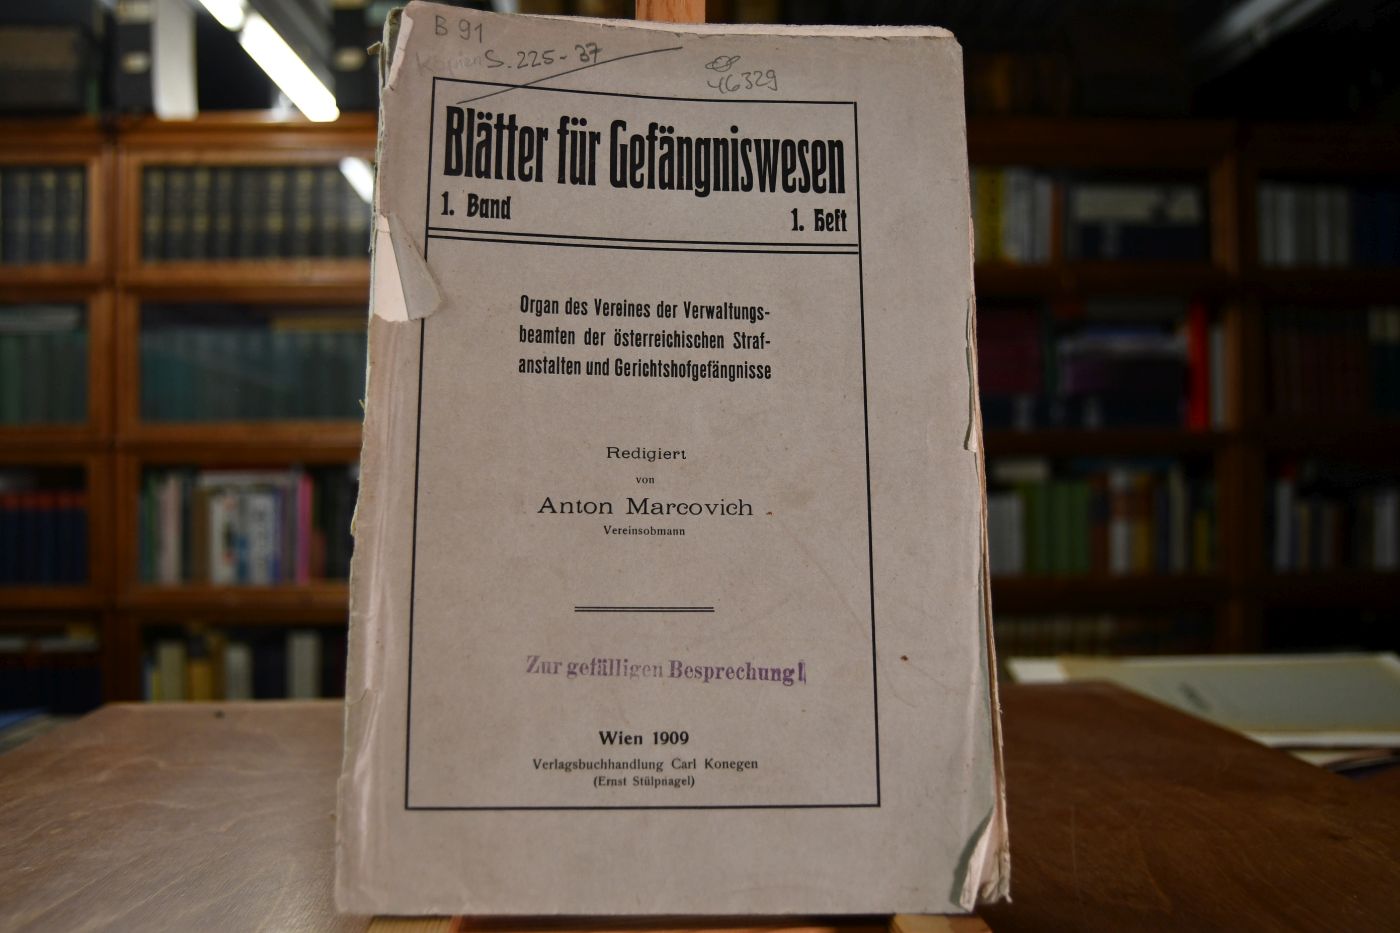 B 91
Kopien S. 225-37
46329
Blätter für Gefängniswesen
1. Band
1. Heft
Organ des Vereines der Verwaltungs-
beamten der österreichischen Straf-
anstalten und Gerichtshofgefängnisse
Redigiert
von
Anton Marcovich
Vereinsobmann
Zur gefälligen Besprechung!
Wien 1909
Verlagsbuchhandlung Carl Konegen
(Ernst Stülpnagel)